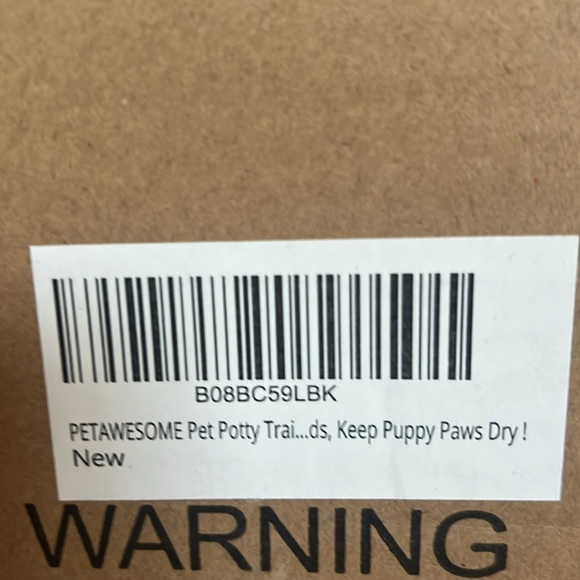 B08BC59LBK
PETAWESOME Pet Potty Trai...ds, Keep Puppy Paws Dry !
New
WARNING